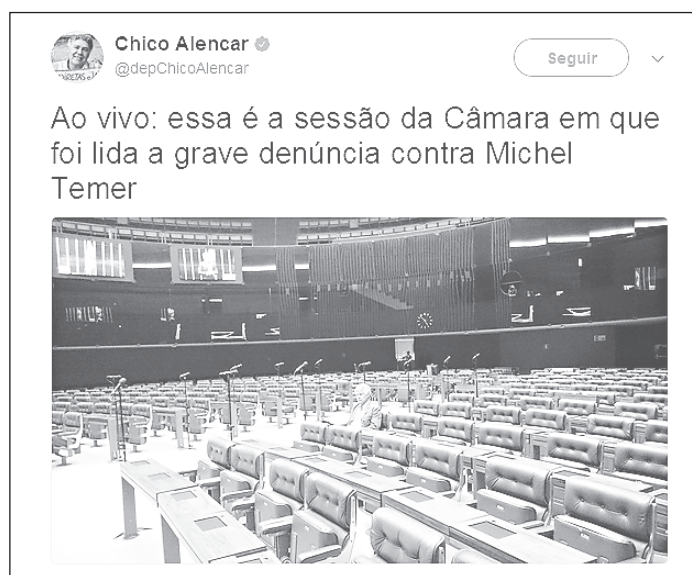 Chico Alencar
@depChicoAlencar
Seguir
Ao vivo: essa é a sessão da Câmara em que
foi lida a grave denúncia contra Michel
Temer